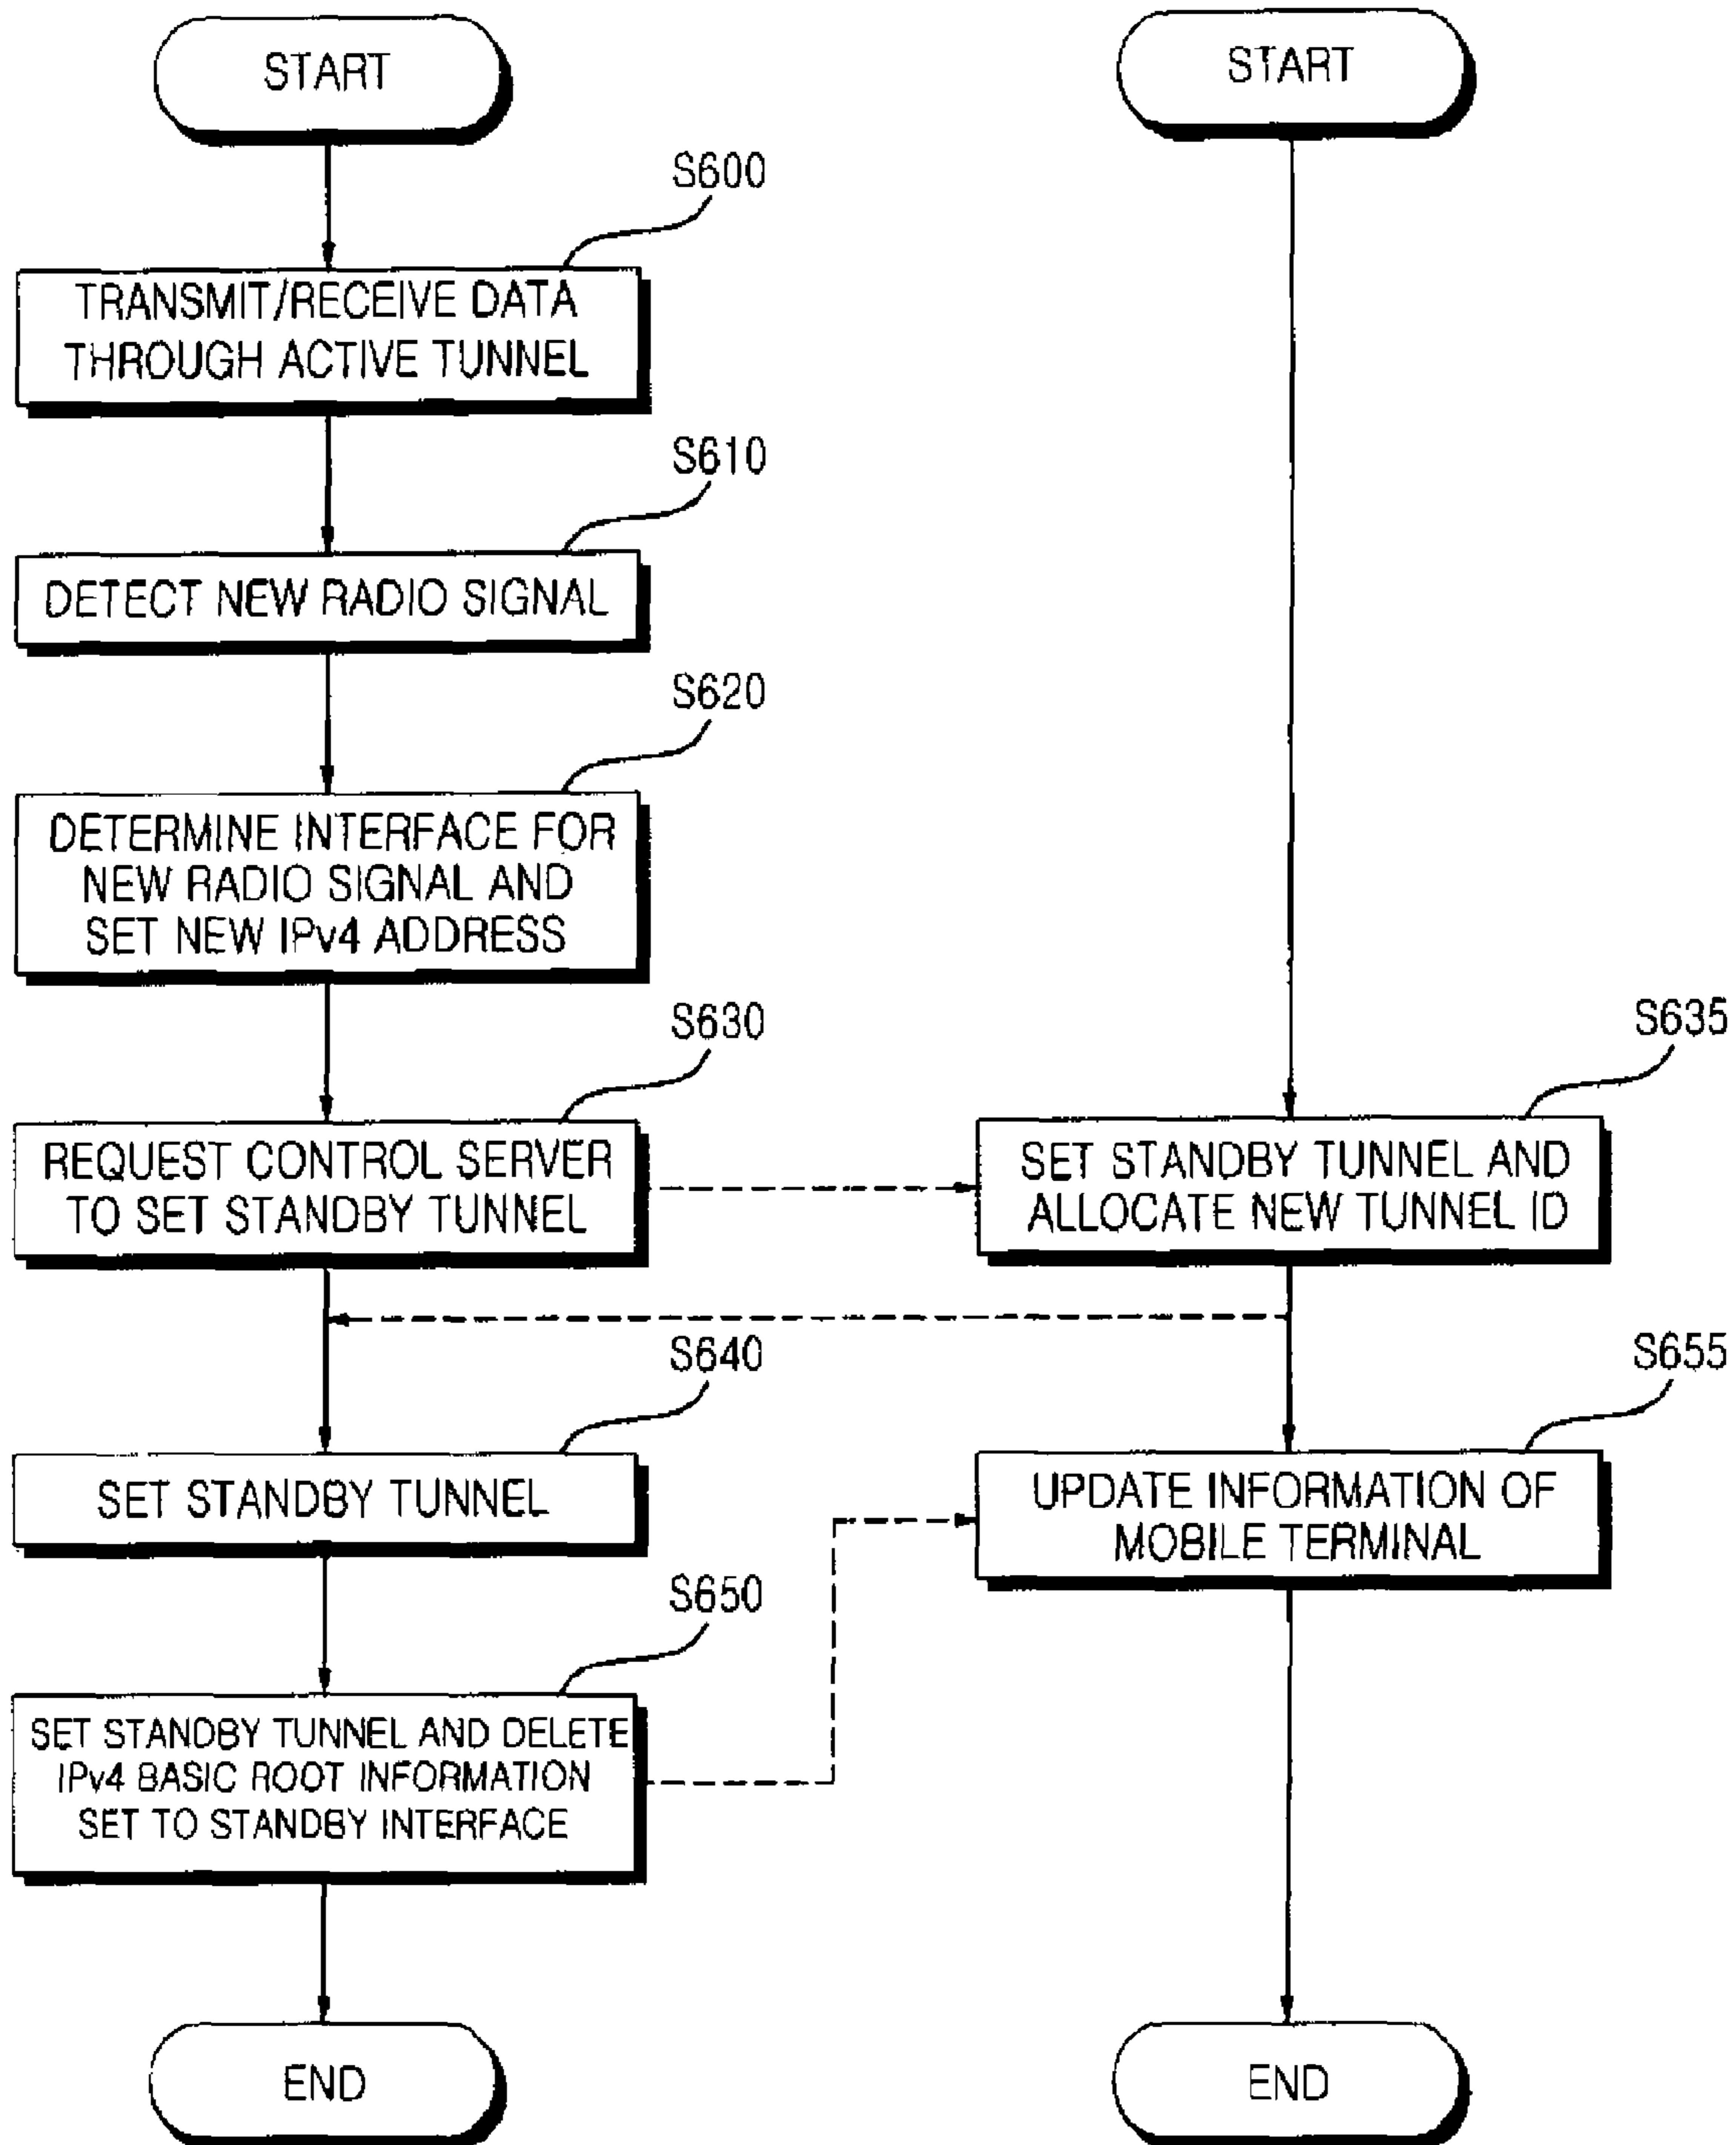 START
S600
TRANSMIT/RECEIVE DATA
THROUGH ACTIVE TUNNEL
S610
DETECT NEW RADIO SIGNAL
S620
DETERMINE INTERFACE FOR
NEW RADIO SIGNAL AND
SET NEW IPv4 ADDRESS
S630
REQUEST CONTROL SERVER
TO SET STANDBY TUNNEL
S640
SET STANDBY TUNNEL
S650
SET STANDBY TUNNEL AND DELETE
IPv4 BASIC ROOT INFORMATION
SET TO STANDBY INTERFACE
END
START
S635
SET STANDBY TUNNEL AND
ALLOCATE NEW TUNNEL ID
S655
UPDATE INFORMATION OF
MOBILE TERMINAL
END